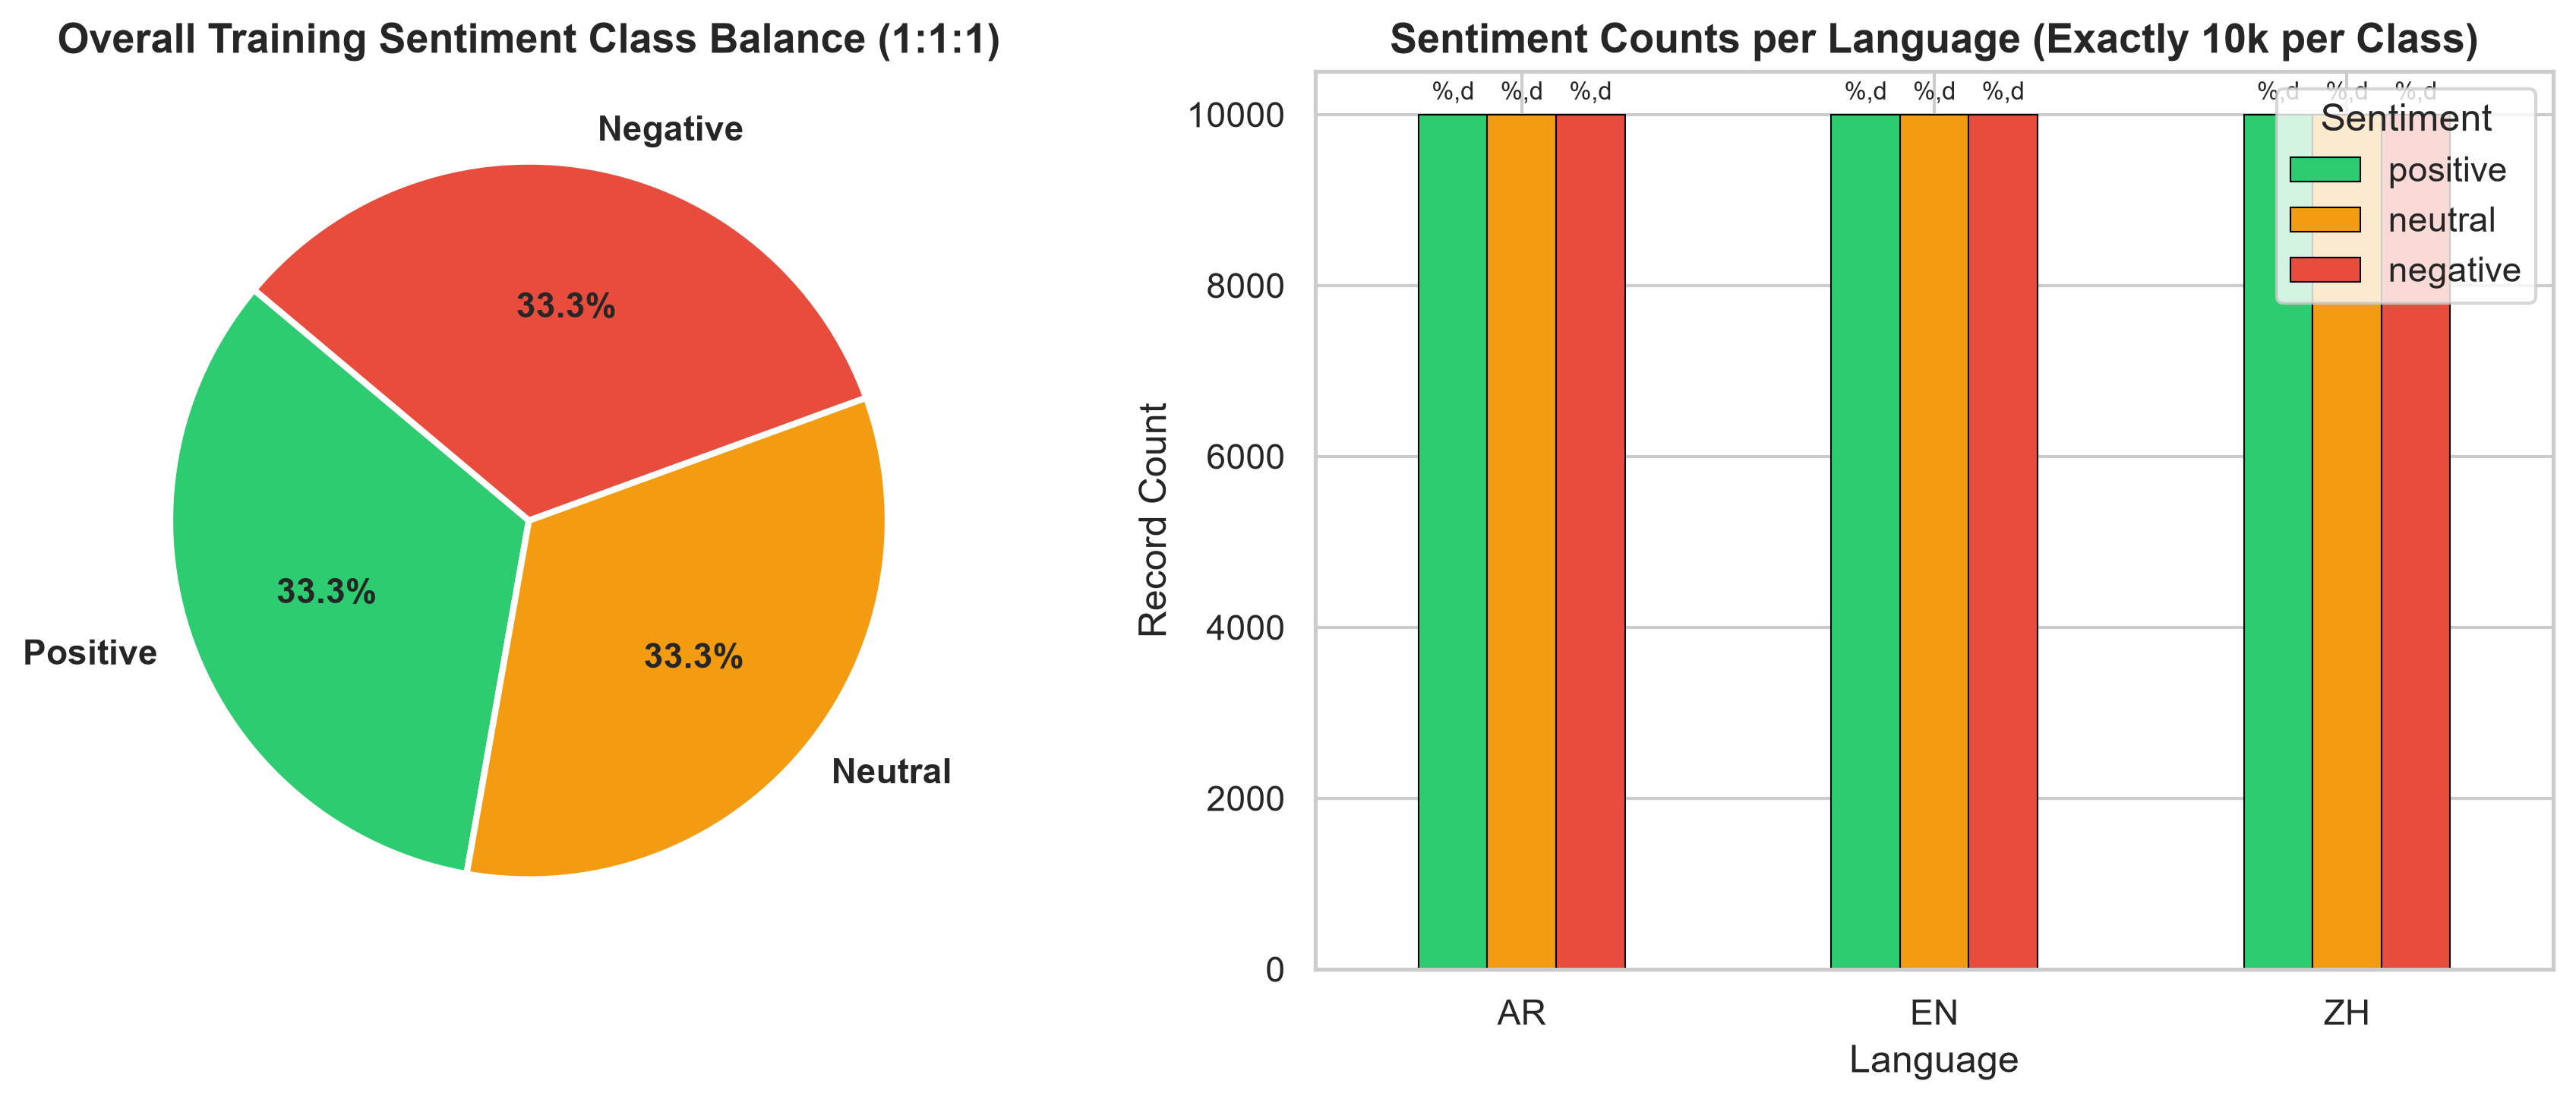 Overall Training Sentiment Class Balance (1:1:1)
Negative
33.3%
33.3%
Positive
33.3%
Neutral
Sentiment Counts per Language (Exactly 10k per Class)
%,d %,d %,d %,d %,d %,d %,d %,d %,d
Sentiment
positive
neutral
negative
10000
8000
6000
4000
2000
0
Record Count
AR EN ZH
Language